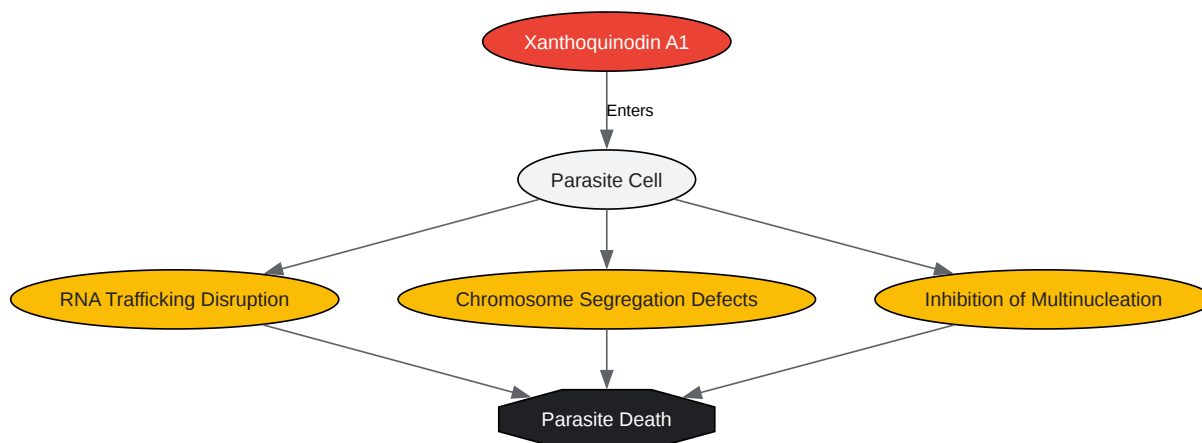 Xanthoquinodin A1
Enters
Parasite Cell
RNA Trafficking Disruption
Chromosome Segregation Defects
Inhibition of Multinucleation
Parasite Death